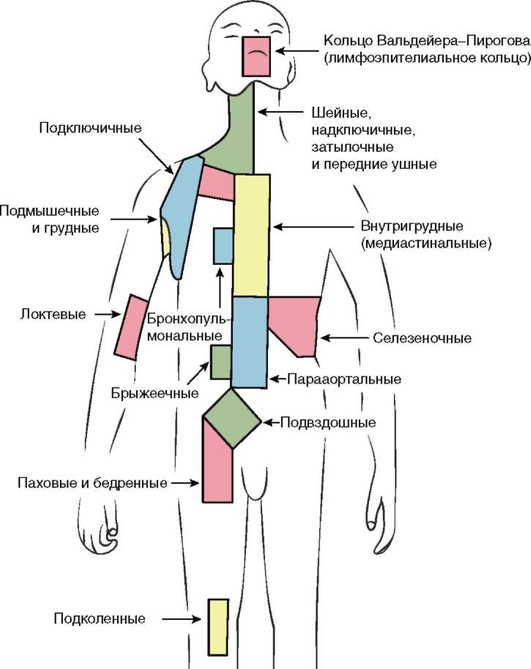 Кольцо Вальдейера–Пирогова
(лимфоэпителиальное кольцо)
Шейные,
надключичные,
затылочные
и передние ушные
Подключичные
Подмышечные
и грудные
Внутригрудные
(медиастинальные)
Локтевые
Бронхопуль-
мональные
Селезеночные
Брыжеечные
Парааортальные
Подвздошные
Паховые и бедренные
Подколенные